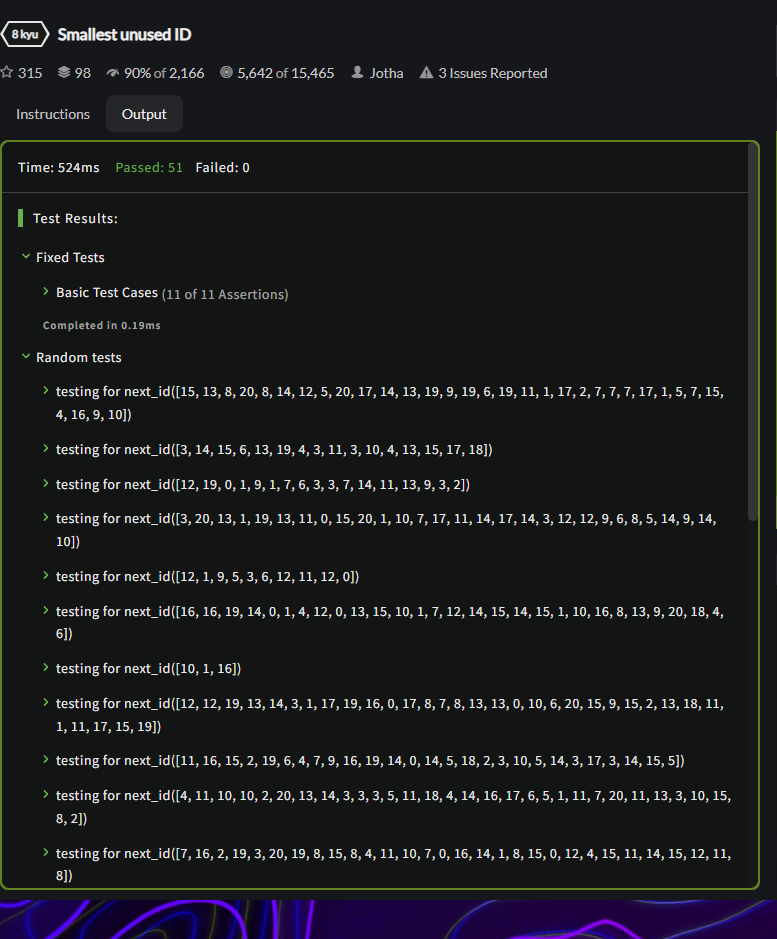 8 kyu Smallest unused ID
315 98 90% of 2,166 5,642 of 15,465 Jotha 3 Issues Reported
Instructions Output
Time: 524ms Passed: 51 Failed: 0
Test Results:
Fixed Tests
Basic Test Cases (11 of 11 Assertions)
Completed in 0.19ms
Random tests
testing for next_id([15, 13, 8, 20, 8, 14, 12, 5, 20, 17, 14, 13, 19, 9, 19, 6, 19, 11, 1, 17, 2, 7, 7, 7, 17, 1, 5, 7, 15,
4, 16, 9, 10])
testing for next_id([3, 14, 15, 6, 13, 19, 4, 3, 11, 3, 10, 4, 13, 15, 17, 18])
testing for next_id([12, 19, 0, 1, 9, 1, 7, 6, 3, 3, 7, 14, 11, 13, 9, 3, 2])
testing for next_id([3, 20, 13, 1, 19, 13, 11, 0, 15, 20, 1, 10, 7, 17, 11, 14, 17, 14, 3, 12, 12, 9, 6, 8, 5, 14, 9, 14,
10])
testing for next_id([12, 1, 9, 5, 3, 6, 12, 11, 12, 0])
testing for next_id([16, 16, 19, 14, 0, 1, 4, 12, 0, 13, 15, 10, 1, 7, 12, 14, 15, 14, 15, 1, 10, 16, 8, 13, 9, 20, 18, 4,
6])
testing for next_id([10, 1, 16])
testing for next_id([12, 12, 19, 13, 14, 3, 1, 17, 19, 16, 0, 17, 8, 7, 8, 13, 13, 0, 10, 6, 20, 15, 9, 15, 2, 13, 18, 11,
1, 11, 17, 15, 19])
testing for next_id([11, 16, 15, 2, 19, 6, 4, 7, 9, 16, 19, 14, 0, 14, 5, 18, 2, 3, 10, 5, 14, 3, 17, 3, 14, 15, 5])
testing for next_id([4, 11, 10, 10, 2, 20, 13, 14, 3, 3, 3, 5, 11, 18, 4, 14, 16, 17, 6, 5, 1, 11, 7, 20, 11, 13, 3, 10, 15,
8, 2])
testing for next_id([7, 16, 2, 19, 3, 20, 19, 8, 15, 8, 4, 11, 10, 7, 0, 16, 14, 1, 8, 15, 0, 12, 4, 15, 11, 14, 15, 12, 11,
8])